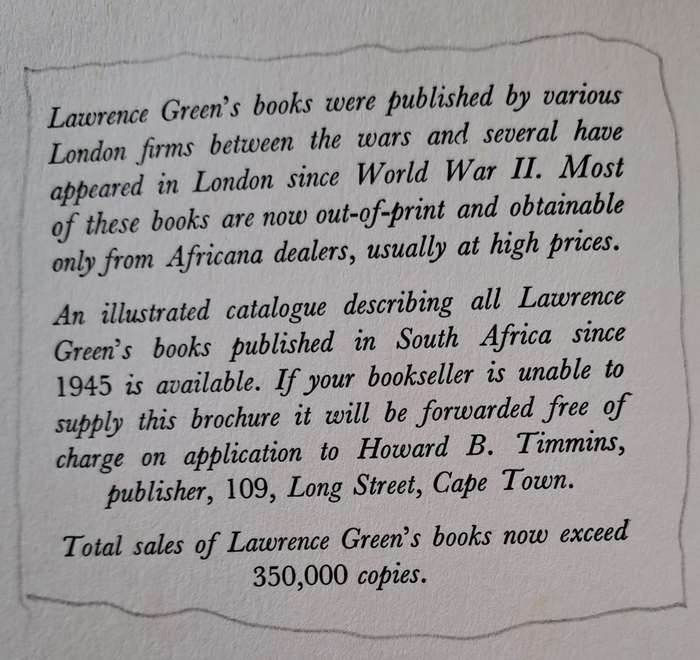 Lawrence Green's books were published by various
London firms between the wars and several have
appeared in London since World War II. Most
of these books are now out-of-print and obtainable
only from Africana dealers, usually at high prices.
An illustrated catalogue describing all Lawrence
Green's books published in South Africa since
1945 is available. If your bookseller is unable to
supply this brochure it will be forwarded free of
charge on application to Howard B. Timmins,
publisher, 109, Long Street, Cape Town.
Total sales of Lawrence Green's books now exceed
350,000 copies.